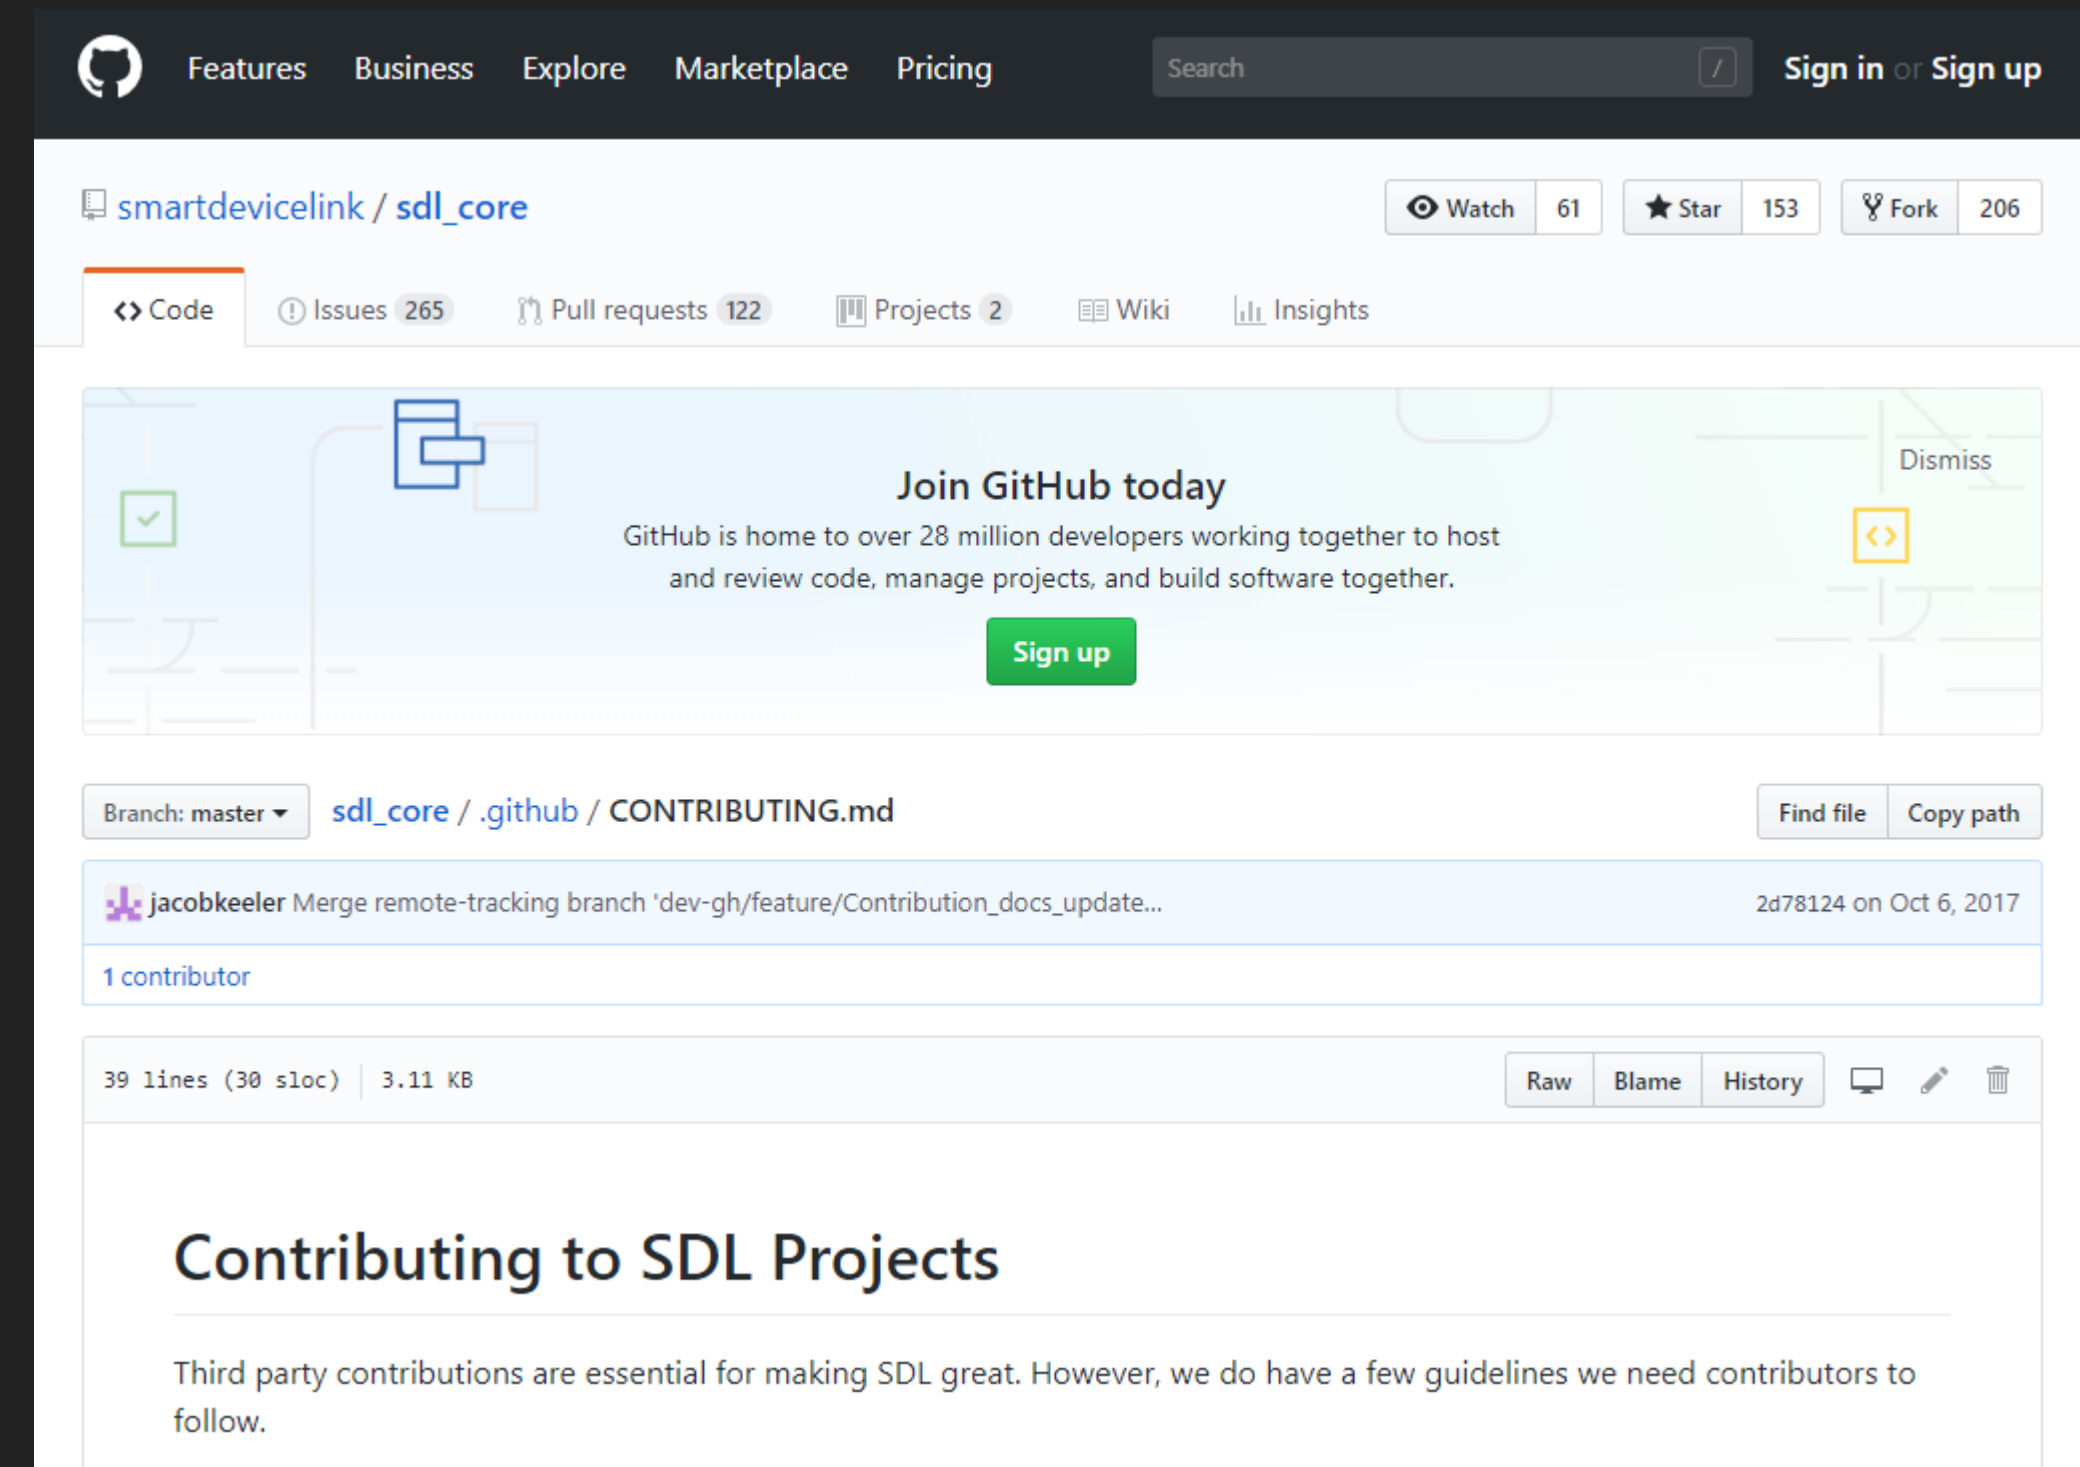 Features Business Explore Marketplace Pricing Search / Sign in or Sign up
smartdevicelink / sdl_core Watch 61 Star 153 Fork 206
Code Issues 265 Pull requests 122 Projects 2 Wiki Insights
Dismiss
Join GitHub today
GitHub is home to over 28 million developers working together to host
and review code, manage projects, and build software together.
Sign up
Branch: master sdl_core / .github / CONTRIBUTING.md Find file Copy path
jacobkeeler Merge remote-tracking branch 'dev-gh/feature/Contribution_docs_update... 2d78124 on Oct 6, 2017
1 contributor
39 lines (30 sloc) 3.11 KB Raw Blame History
Contributing to SDL Projects
Third party contributions are essential for making SDL great. However, we do have a few guidelines we need contributors to
follow.